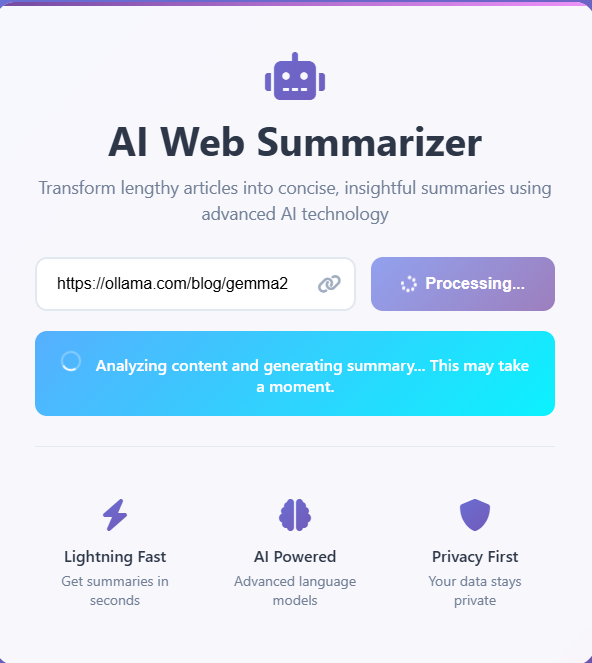 AI Web Summarizer
Transform lengthy articles into concise, insightful summaries using
advanced AI technology
https://ollama.com/blog/gemma2
Processing...
Analyzing content and generating summary... This may take
a moment.
Lightning Fast
Get summaries in
seconds
AI Powered
Advanced language
models
Privacy First
Your data stays
private